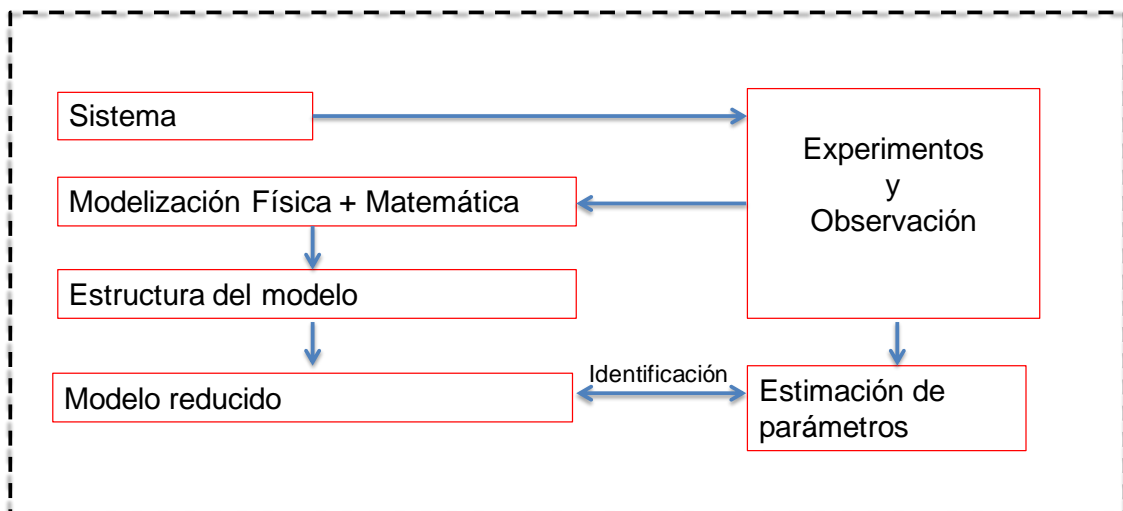 Sistema
Experimentos
y
Observación
Modelización Física + Matemática
Estructura del modelo
Modelo reducido
Identificación
Estimación de
parámetros